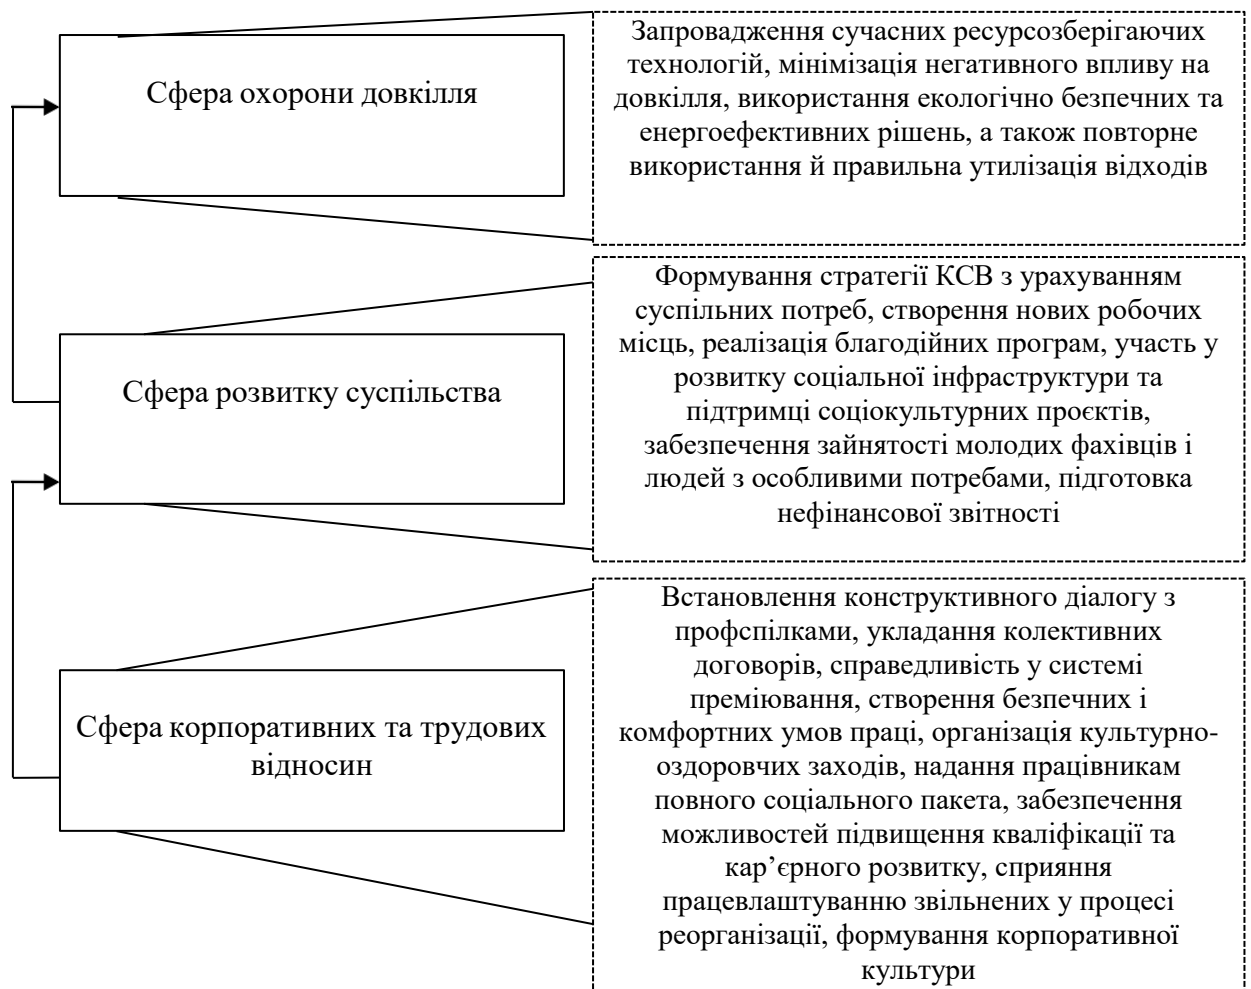 Сфера охорони довкілля
Запровадження сучасних ресурсозберігаючих
технологій, мінімізація негативного впливу на
довкілля, використання екологічно безпечних та
енергоефективних рішень, а також повторне
використання й правильна утилізація відходів
Сфера розвитку суспільства
Формування стратегії КСВ з урахуванням
суспільних потреб, створення нових робочих
місць, реалізація благодійних програм, участь у
розвитку соціальної інфраструктури та
підтримці соціокультурних проєктів,
забезпечення зайнятості молодих фахівців і
людей з особливими потребами, підготовка
нефінансової звітності
Сфера корпоративних та трудових
відносин
Встановлення конструктивного діалогу з
профспілками, укладання колективних
договорів, справедливість у системі
преміювання, створення безпечних і
комфортних умов праці, організація культурно-
оздоровчих заходів, надання працівникам
повного соціального пакета, забезпечення
можливостей підвищення кваліфікації та
кар’єрного розвитку, сприяння
працевлаштуванню звільнених у процесі
реорганізації, формування корпоративної
культури